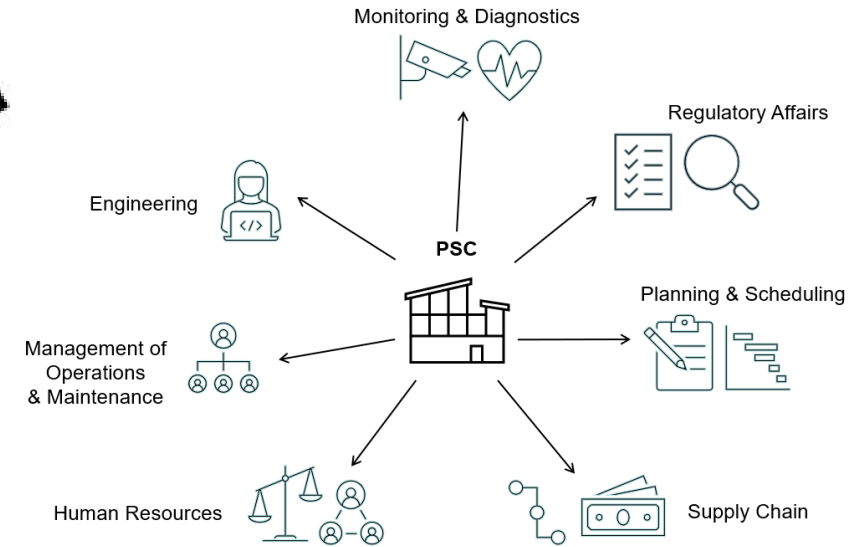 Monitoring & Diagnostics
Regulatory Affairs
Engineering
</>
PSC
Planning & Scheduling
Management of
Operations
& Maintenance
Human Resources
Supply Chain